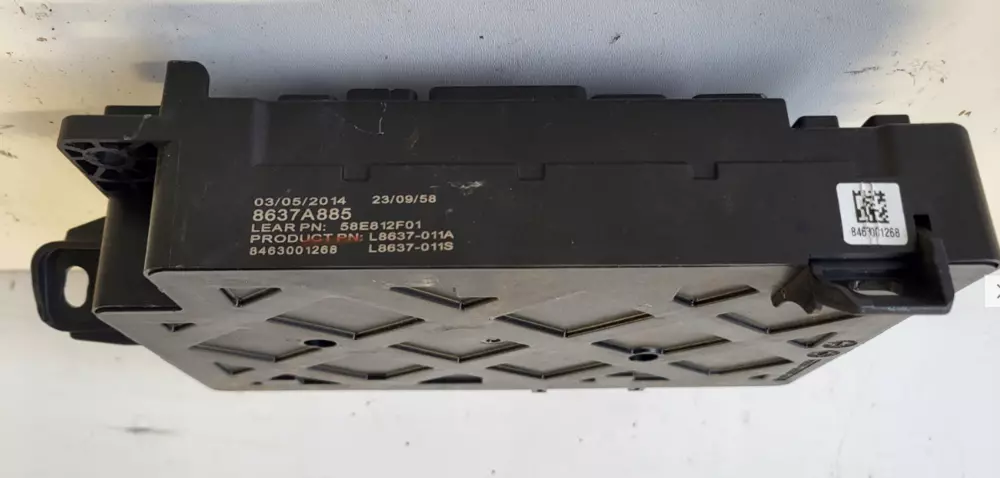 03/05/2014 23/09/58
8637A885
LEAR PN: 58E812F01
PRODUCT PN: L8637-011A
8463001268 L8637-011S
8463001268